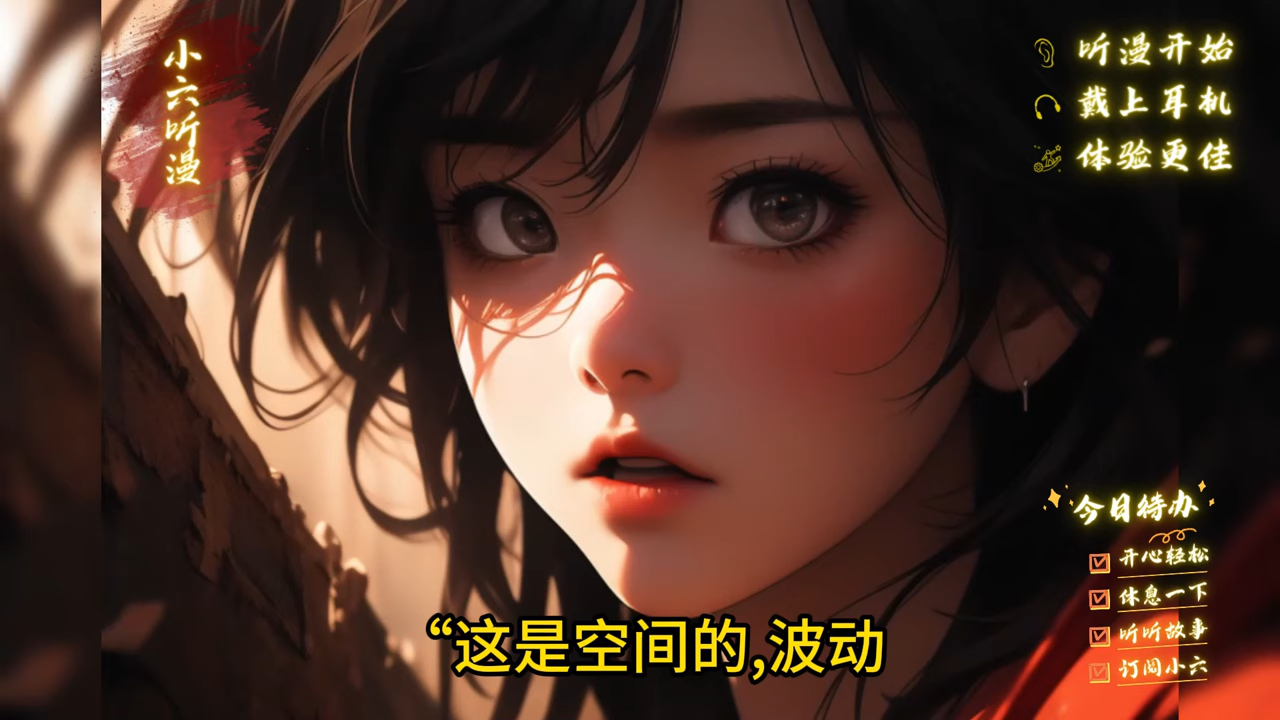 小六听漫
听漫开始
戴上耳机
体验更佳
今日待办
开心轻松
休息一下
听听故事
订阅小六
“这是空间的,波动